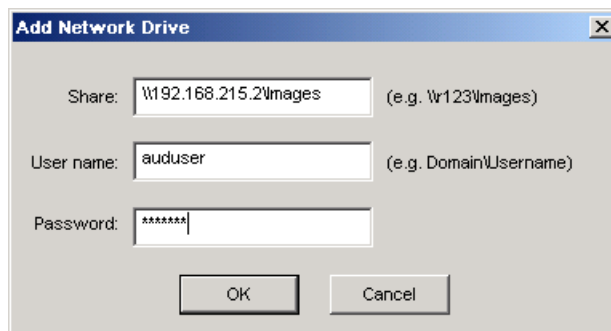 Add Network Drive
Share: \\192.168.215.2\Images (e.g. \\r123\Images)
User name: auduser (e.g. Domain\Username)
Password: *******
OK Cancel